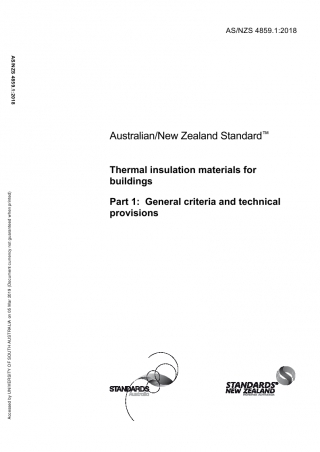 AS/NZS 4859.1:2018
AS/NZS 4859.1:2018
Australian/New Zealand Standard™
Thermal insulation materials for
buildings
Part 1: General criteria and technical
provisions
Accessed by UNIVERSITY OF SOUTH AUSTRALIA on 05 Mar 2019 (Document currency not guaranteed when printed)
STANDARDS
Australia
STANDARDS
NEW ZEALAND